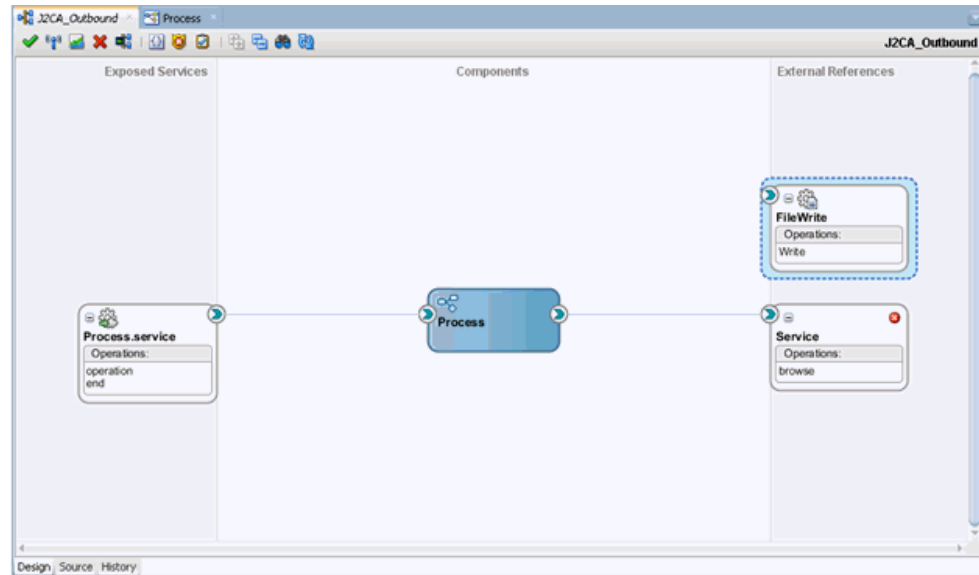 J2CA_Outbound Process
J2CA_Outbound
Exposed Services Components External References
FileWrite
Operations:
Write
Process
Process.service
Operations:
operation
end
Service
Operations:
browse
Design Source History